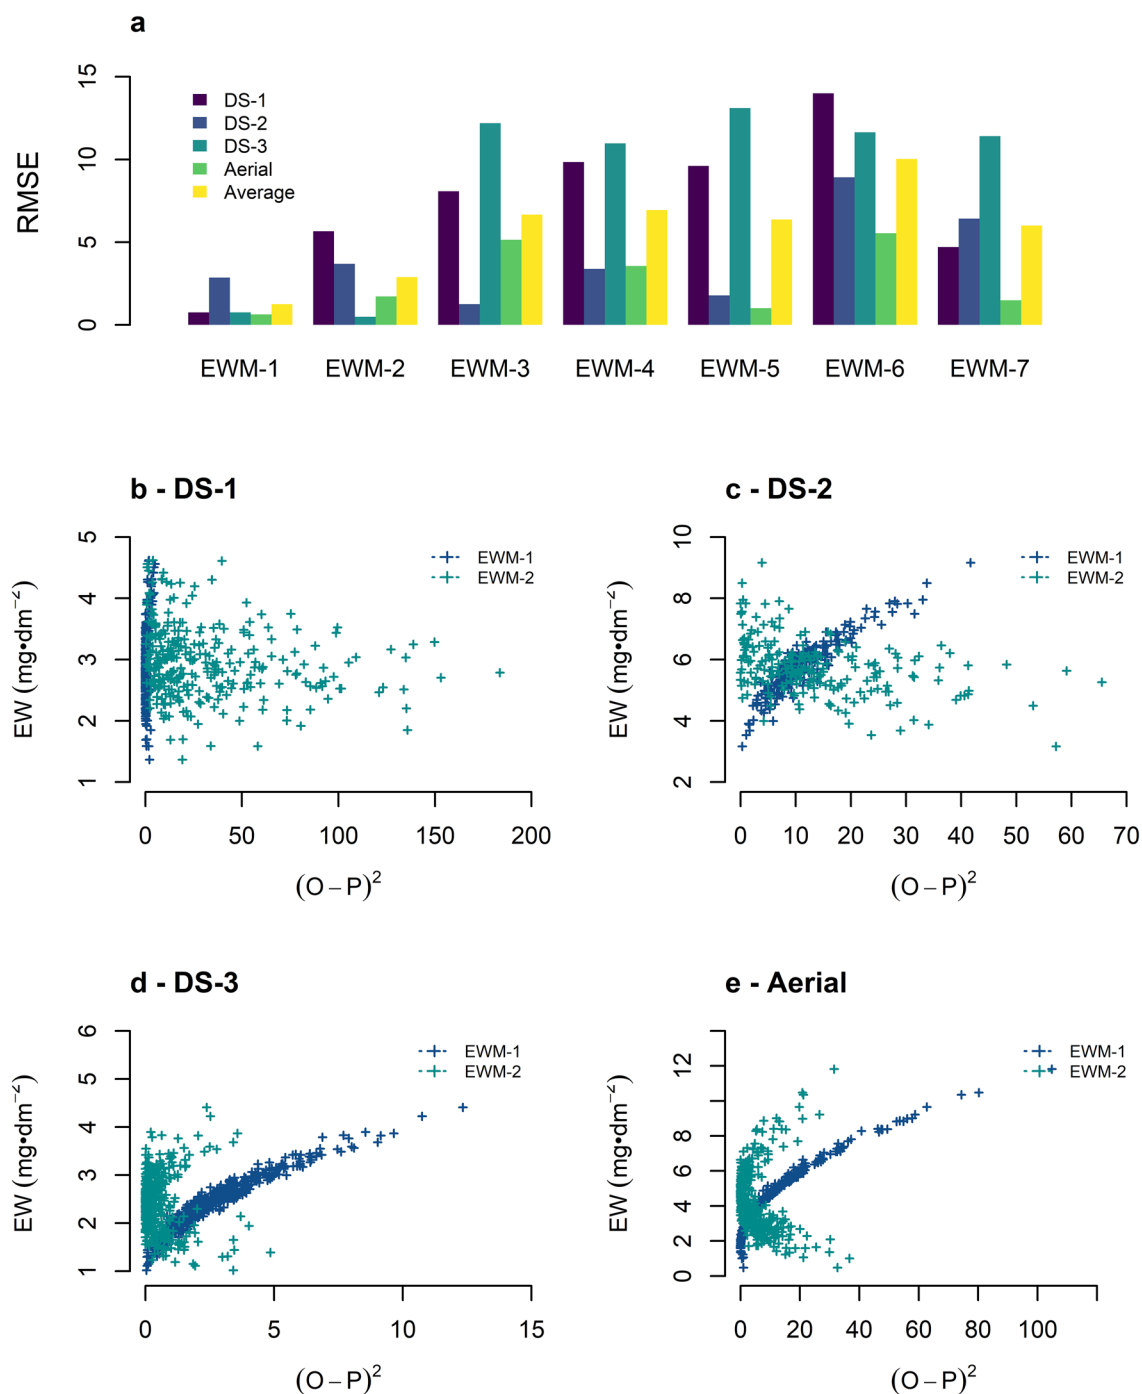 a
RMSE
15
10
5
0
DS-1
DS-2
DS-3
Aerial
Average
EWM-1 EWM-2 EWM-3 EWM-4 EWM-5 EWM-6 EWM-7
b - DS-1
EW (mg•dm⁻²)
5
4
3
2
1
EWM-1
EWM-2
0 50 100 150 200
(O – P)²
c - DS-2
EW (mg•dm⁻²)
10
8
6
4
2
EWM-1
EWM-2
0 10 20 30 40 50 60 70
(O – P)²
d - DS-3
EW (mg•dm⁻²)
6
5
4
3
2
1
EWM-1
EWM-2
0 5 10 15
(O – P)²
e - Aerial
EW (mg•dm⁻²)
12
8
6
4
2
0
EWM-1
EWM-2
0 20 40 60 80 100
(O – P)²